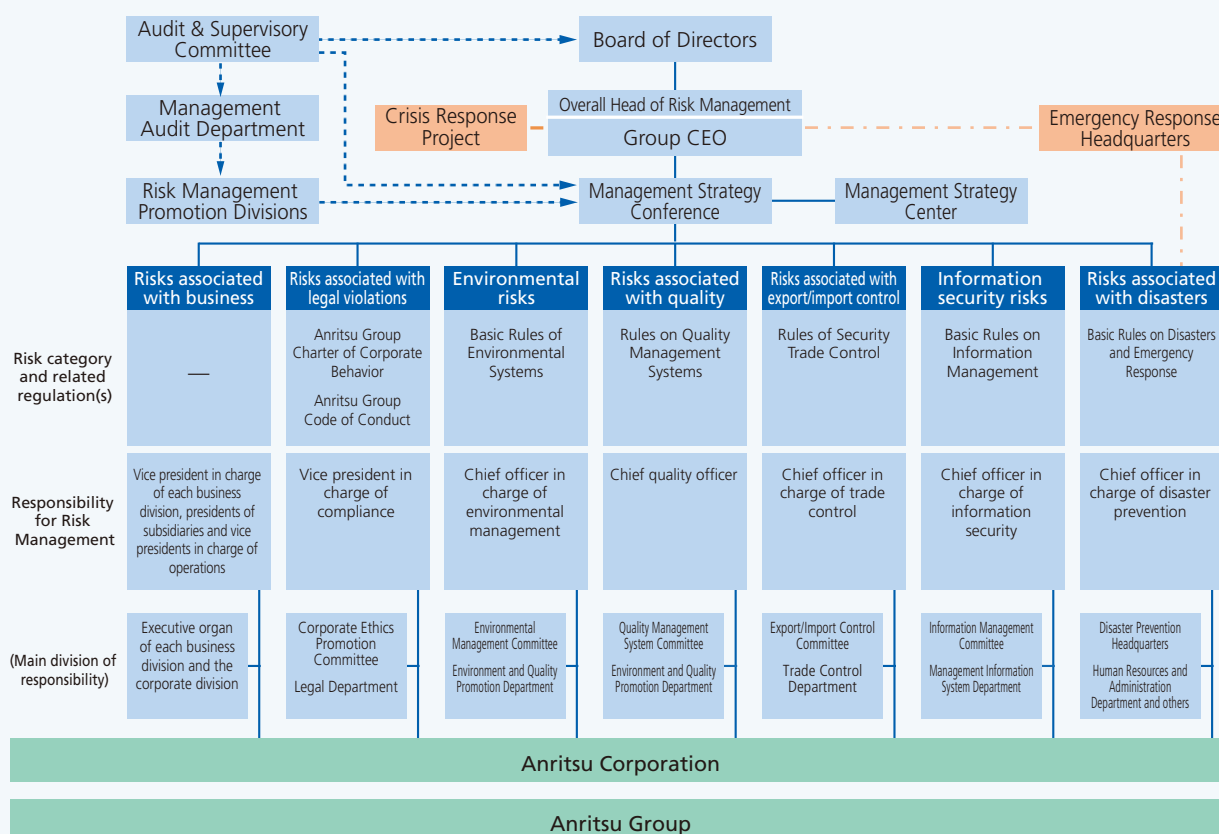 Audit & Supervisory
Committee
Board of Directors
Management
Audit Department
Crisis Response
Project
Overall Head of Risk Management
Group CEO
Emergency Response
Headquarters
Risk Management
Promotion Divisions
Management Strategy
Conference
Management Strategy
Center
Risks associated
with business
Risks associated with
legal violations
Environmental
risks
Risks associated
with quality
Risks associated with
export/import control
Information
security risks
Risks associated
with disasters
Risk category
and related
regulation(s)
—
Anritsu Group
Charter of Corporate
Behavior
Anritsu Group
Code of Conduct
Basic Rules of
Environmental
Systems
Rules on Quality
Management
Systems
Rules of Security
Trade Control
Basic Rules on
Information
Management
Basic Rules on Disasters
and Emergency
Response
Responsibility
for Risk
Management
Vice president in charge
of each business
division, presidents of
subsidiaries and vice
presidents in charge of
operations
Vice president in
charge of
compliance
Chief officer in
charge of
environmental
management
Chief quality officer
Chief officer in
charge of trade
control
Chief officer in
charge of
information
security
Chief officer in
charge of disaster
prevention
(Main division of
responsibility)
Executive organ
of each business
division and the
corporate division
Corporate Ethics
Promotion
Committee
Legal Department
Environmental
Management Committee
Environment and Quality
Promotion Department
Quality Management
System Committee
Environment and Quality
Promotion Department
Export/Import Control
Committee
Trade Control
Department
Information Management
Committee
Management Information
System Department
Disaster Prevention
Headquarters
Human Resources and
Administration
Department and others
Anritsu Corporation
Anritsu Group